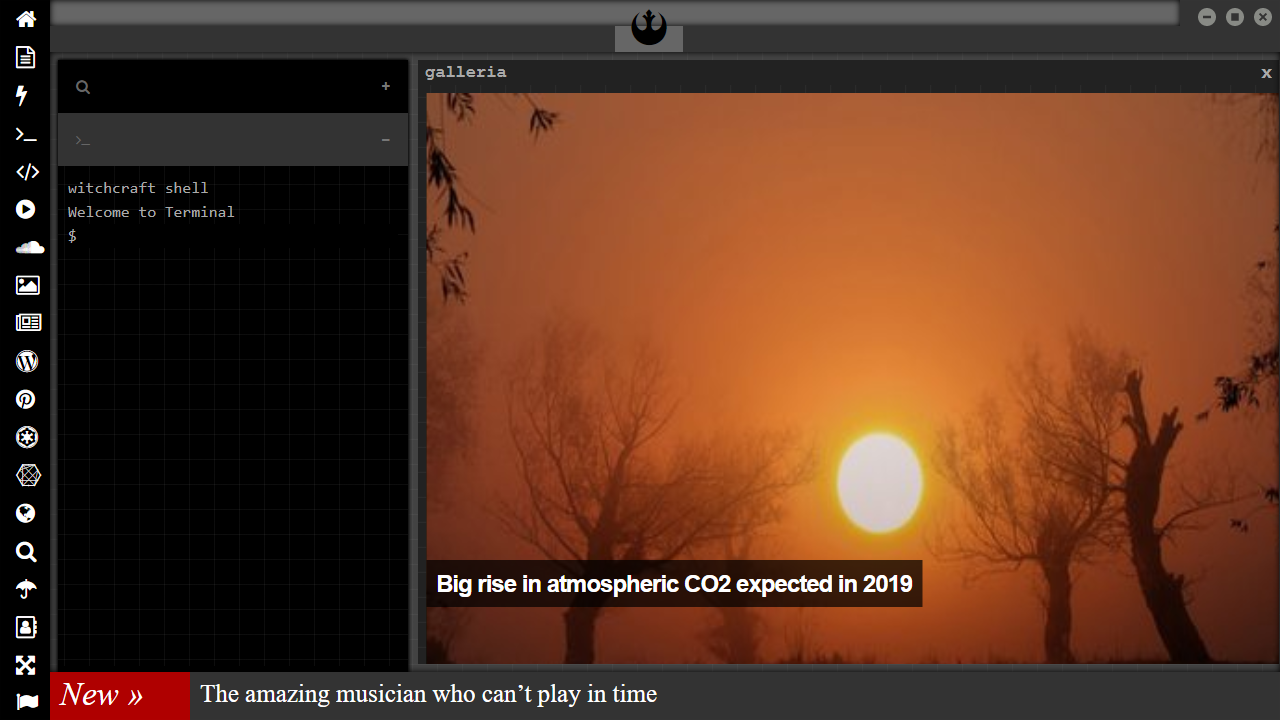 galleria
x
+
>_
−
witchcraft shell
Welcome to Terminal
$
Big rise in atmospheric CO2 expected in 2019
New »
The amazing musician who can’t play in time